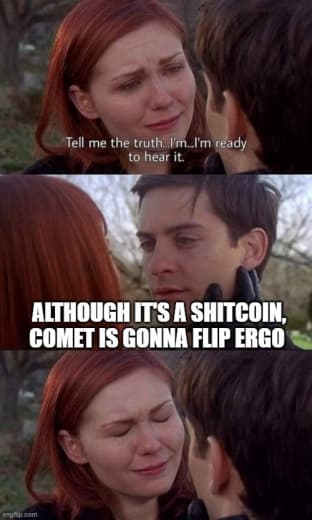 Tell me the truth...I'm...I'm ready
to hear it.
ALTHOUGH IT'S A SHITCOIN,
COMET IS GONNA FLIP ERGO
imgflip.com